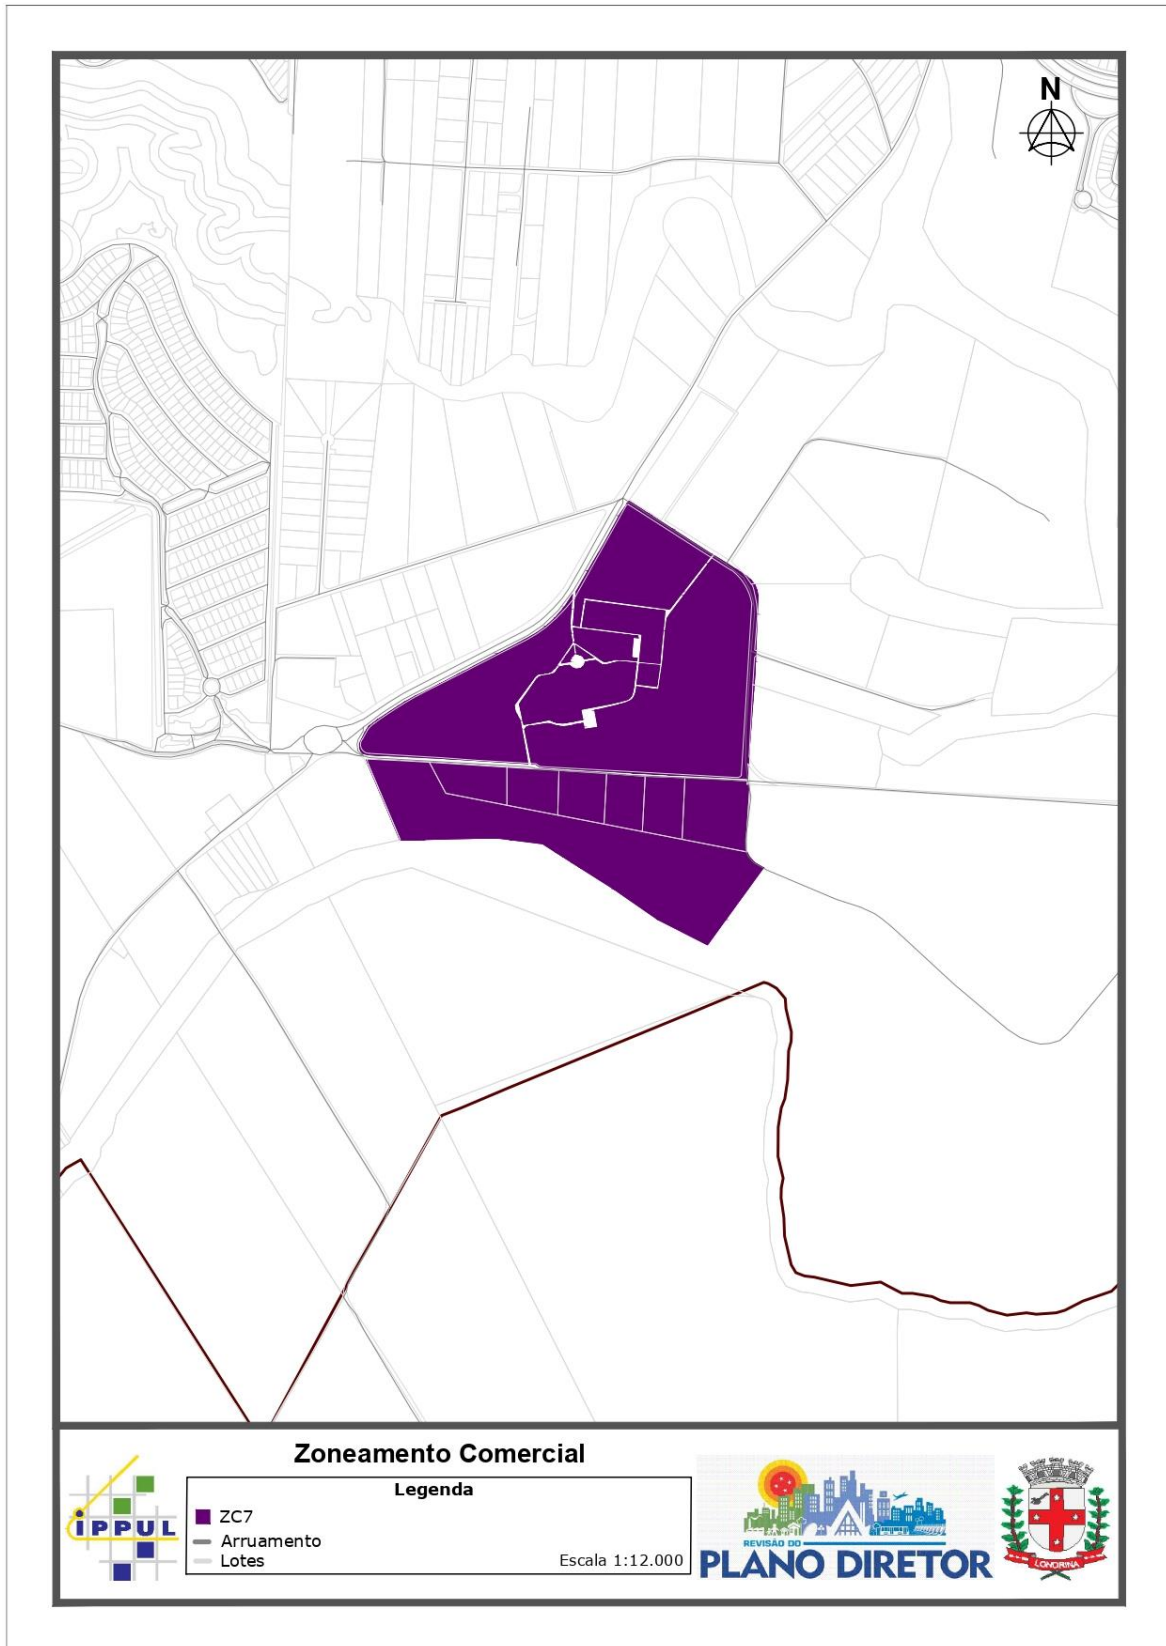 N
Zoneamento Comercial
Legenda
ZC7
Arruamento
Lotes
Escala 1:12.000
iPPUL
REVISÃO DO
PLANO DIRETOR
LONDRINA